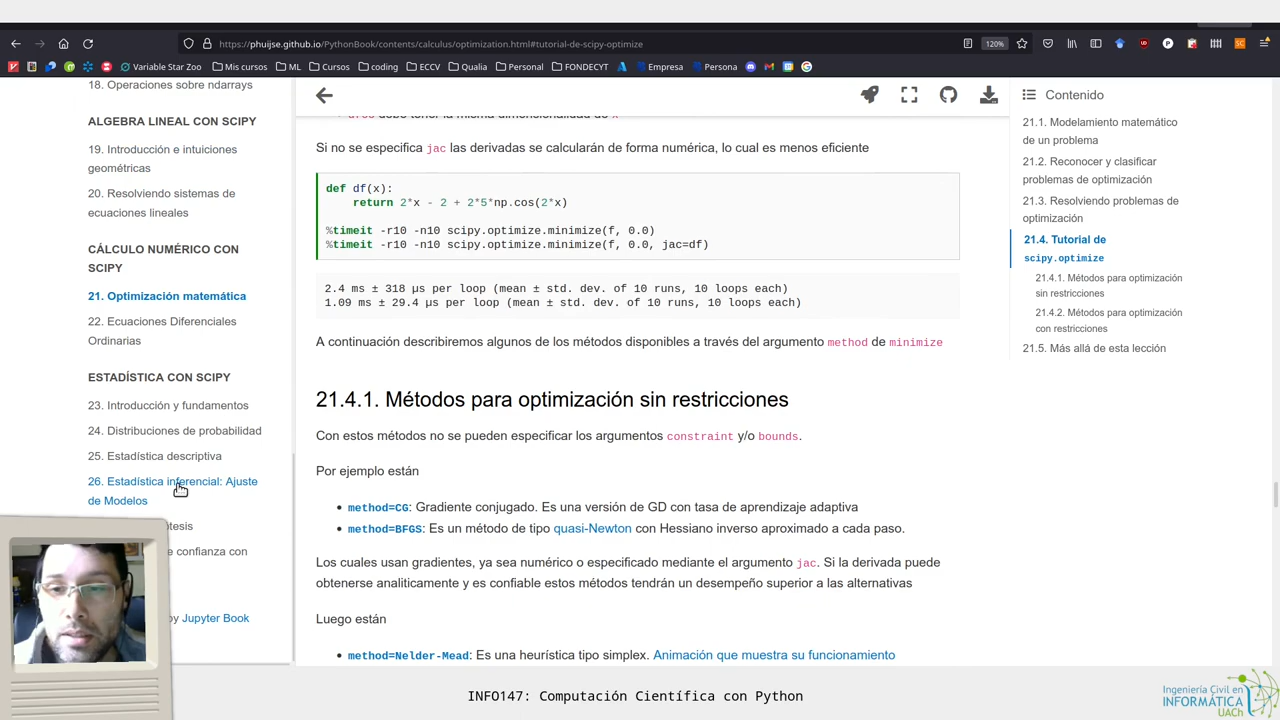 https://phuijse.github.io/PythonBook/contents/calculus/optimization.html#tutorial-de-scipy-optimize
120%
Variable Star Zoo
Mis cursos
ML
Cursos
coding
ECCV
Qualia
Personal
FONDECYT
Empresa
Persona
18. Operaciones sobre ndarrays
ALGEBRA LINEAL CON SCIPY
19. Introducción e intuiciones
geométricas
20. Resolviendo sistemas de
ecuaciones lineales
CÁLCULO NUMÉRICO CON
SCIPY
21. Optimización matemática
22. Ecuaciones Diferenciales
Ordinarias
ESTADÍSTICA CON SCIPY
23. Introducción y fundamentos
24. Distribuciones de probabilidad
25. Estadística descriptiva
26. Estadística inferencial: Ajuste
de Modelos
tesis
e confianza con
by Jupyter Book
debe tener la misma dimensionalidad de x
Si no se especifica jac las derivadas se calcularán de forma numérica, lo cual es menos eficiente
def df(x):
return 2*x - 2 + 2*5*np.cos(2*x)
%timeit -r10 -n10 scipy.optimize.minimize(f, 0.0)
%timeit -r10 -n10 scipy.optimize.minimize(f, 0.0, jac=df)
2.4 ms ± 318 µs per loop (mean ± std. dev. of 10 runs, 10 loops each)
1.09 ms ± 29.4 µs per loop (mean ± std. dev. of 10 runs, 10 loops each)
A continuación describiremos algunos de los métodos disponibles a través del argumento method de minimize
21.4.1. Métodos para optimización sin restricciones
Con estos métodos no se pueden especificar los argumentos constraint y/o bounds.
Por ejemplo están
• method=CG: Gradiente conjugado. Es una versión de GD con tasa de aprendizaje adaptiva
• method=BFGS: Es un método de tipo quasi-Newton con Hessiano inverso aproximado a cada paso.
Los cuales usan gradientes, ya sea numérico o especificado mediante el argumento jac. Si la derivada puede
obtenerse analiticamente y es confiable estos métodos tendrán un desempeño superior a las alternativas
Luego están
• method=Nelder-Mead: Es una heurística tipo simplex. Animación que muestra su funcionamiento
Contenido
21.1. Modelamiento matemático
de un problema
21.2. Reconocer y clasificar
problemas de optimización
21.3. Resolviendo problemas de
optimización
21.4. Tutorial de
scipy.optimize
21.4.1. Métodos para optimización
sin restricciones
21.4.2. Métodos para optimización
con restricciones
21.5. Más allá de esta lección
INFO147: Computación Científica con Python
Ingeniería Civil en
INFORMÁTICA
UACh